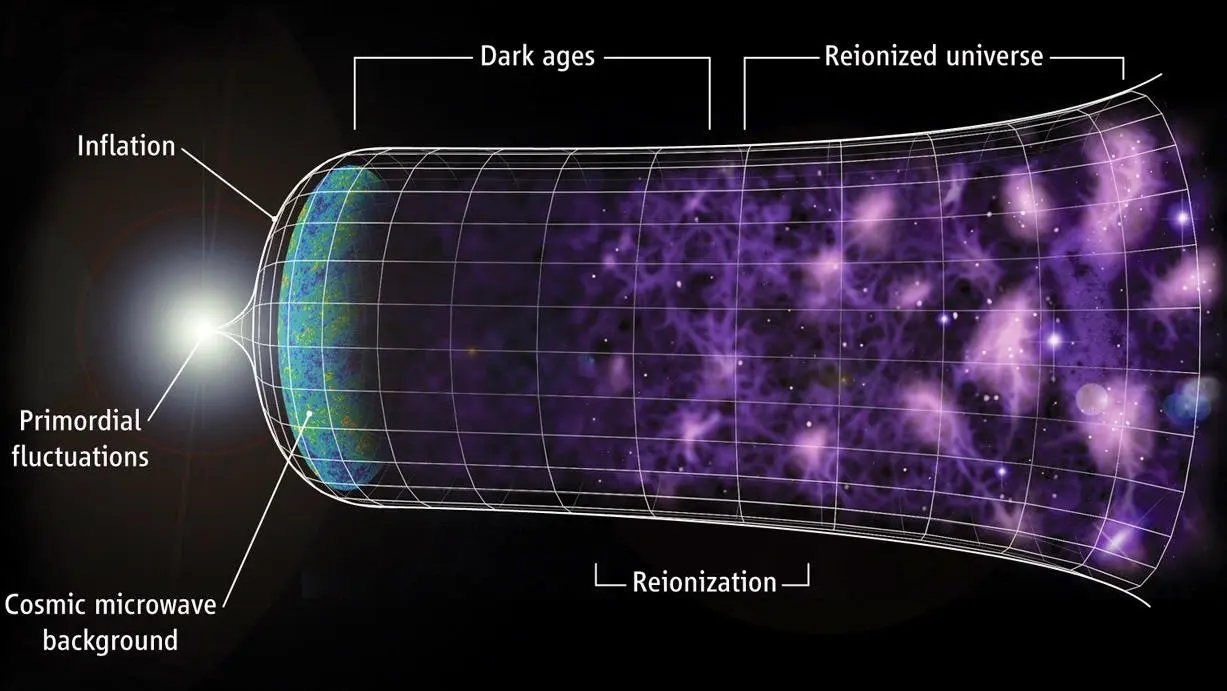 Dark ages
Reionized universe
Inflation
Primordial
fluctuations
Reionization
Cosmic microwave
background